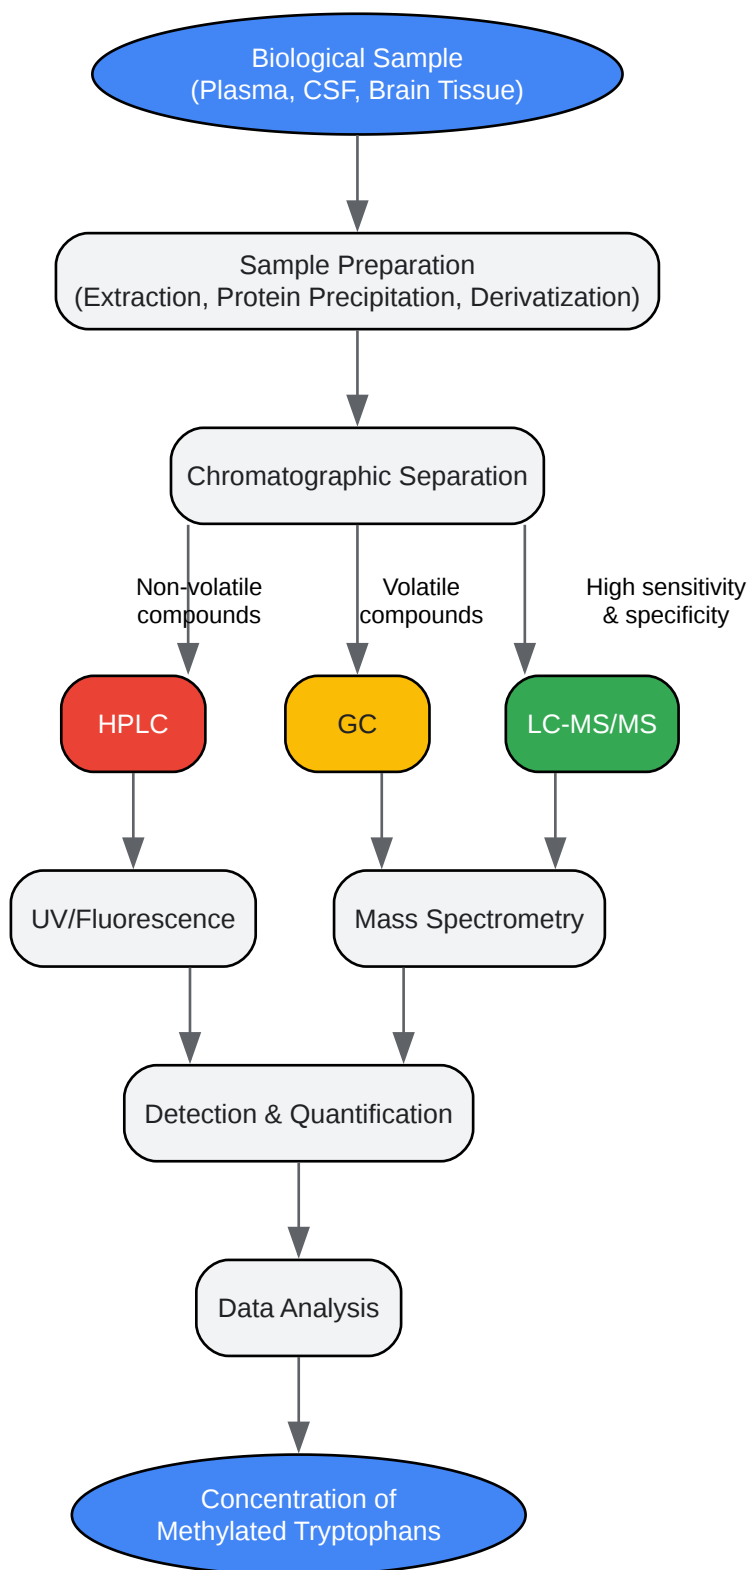 Biological Sample
(Plasma, CSF, Brain Tissue)
Sample Preparation
(Extraction, Protein Precipitation, Derivatization)
Chromatographic Separation
Non-volatile
compounds
Volatile
compounds
High sensitivity
& specificity
HPLC
GC
LC-MS/MS
UV/Fluorescence
Mass Spectrometry
Detection & Quantification
Data Analysis
Concentration of
Methylated Tryptophans